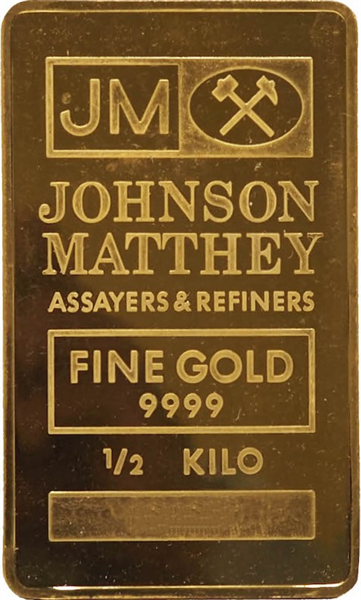 JM
JOHNSON
MATTHEY
ASSAYERS & REFINERS
FINE GOLD
9999
1/2 KILO